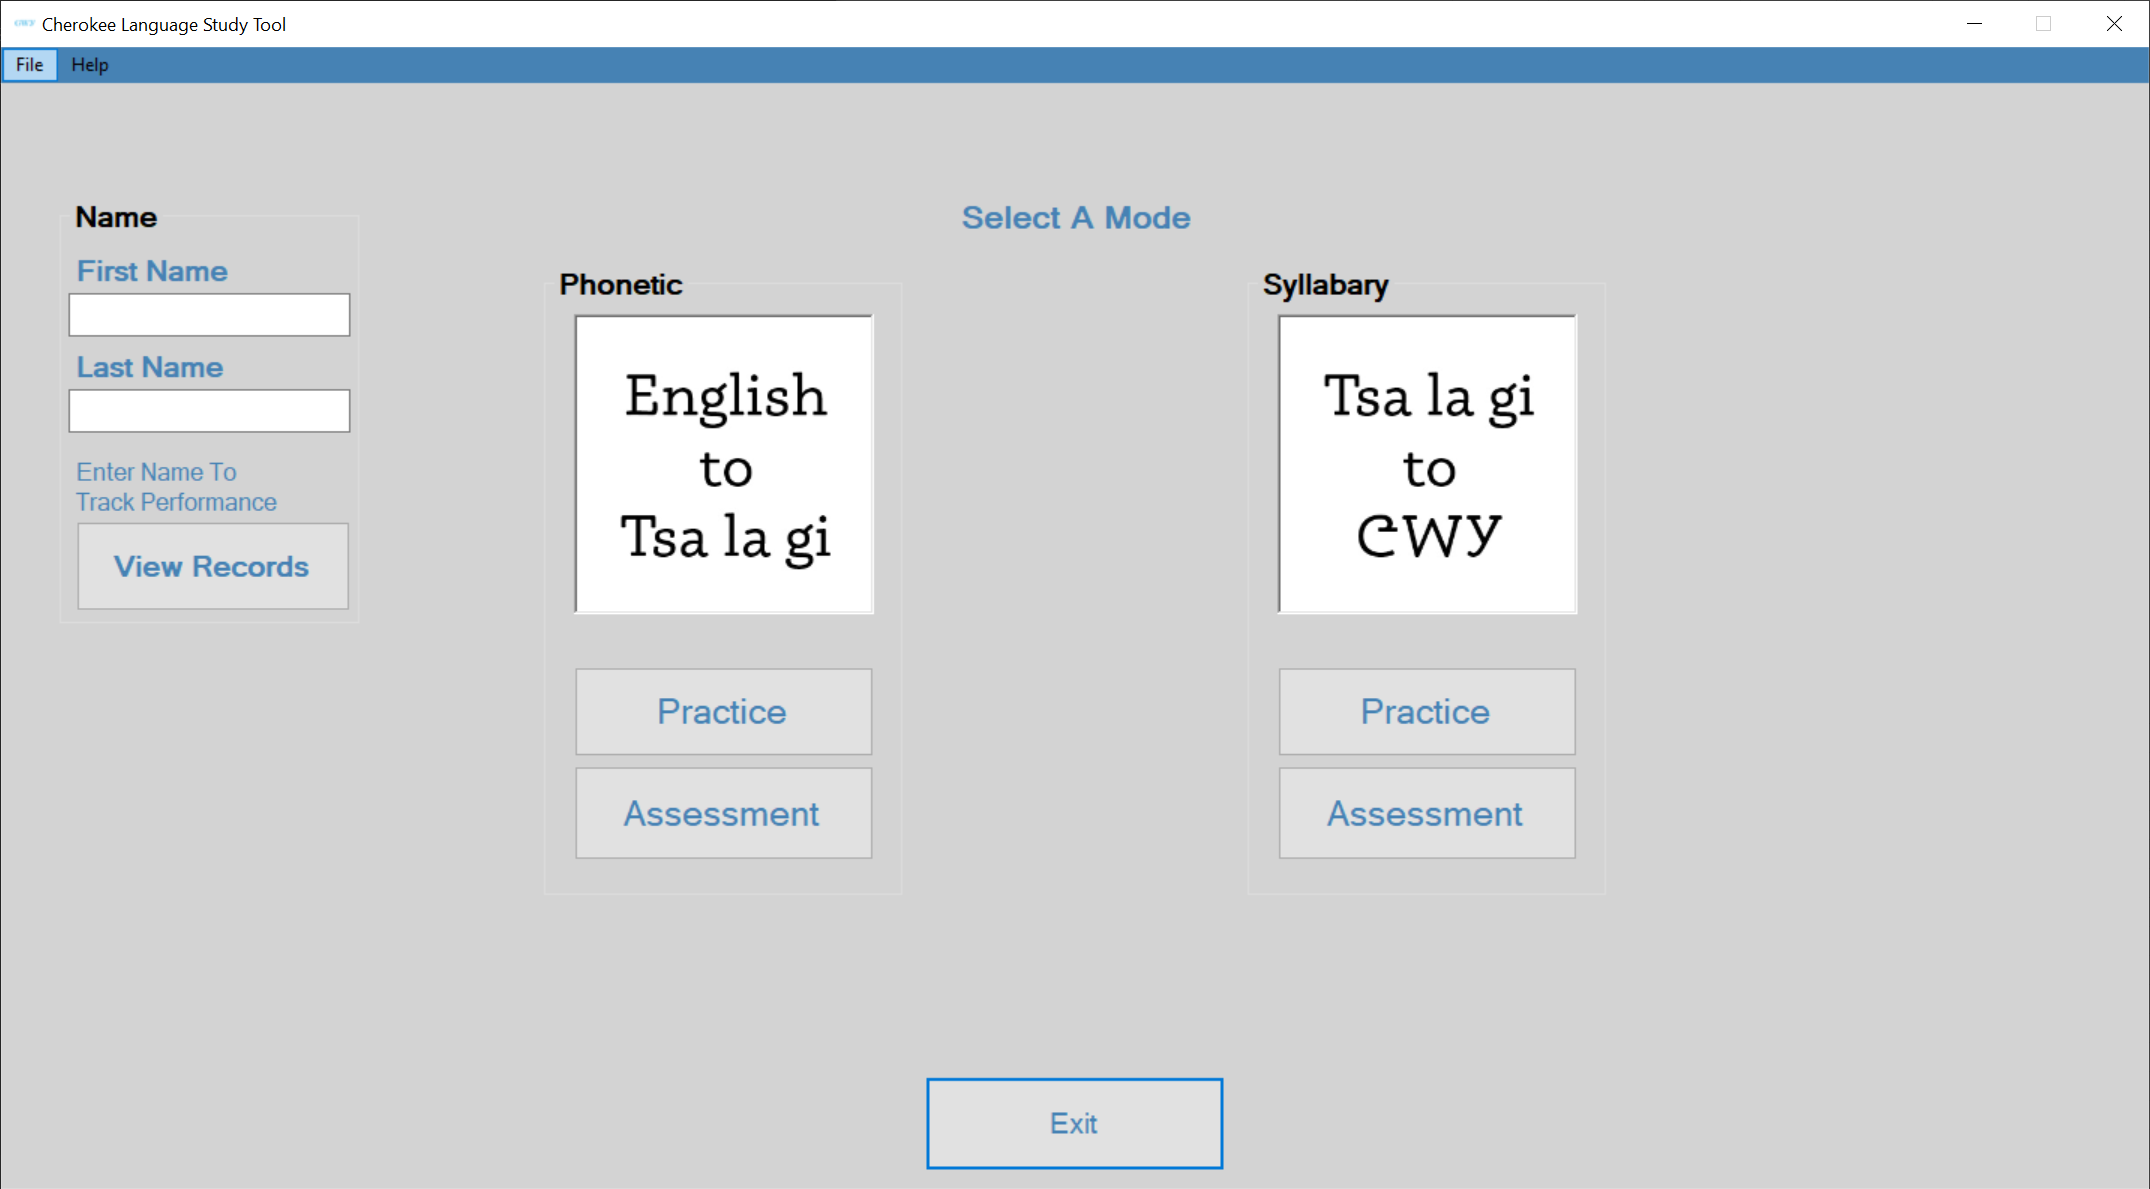 Cherokee Language Study Tool
File Help
Name
First Name
Last Name
Enter Name To
Track Performance
View Records
Select A Mode
Phonetic
English
to
Tsa la gi
Practice
Assessment
Syllabary
Tsa la gi
to
ᏣᎳᎩ
Practice
Assessment
Exit